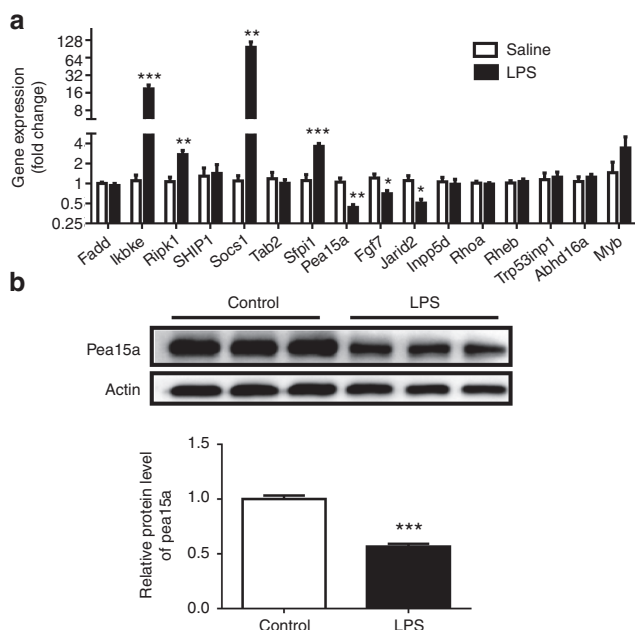 a
Gene expression
(fold change)
128
64
32
16
8
4
2
1
0.5
0.25
Saline
LPS
***
**
**
***
**
*
*
Fadd
Ikbke
Ripk1
SHIP1
Socs1
Tab2
Sfpi1
Pea15a
Fgf7
Jarid2
Inpp5d
Rhoa
Rheb
Trp53inp1
Abhd16a
Myb
b
Control LPS
Pea15a
Actin
Relative protein level
of pea15a
1.5
1.0
0.5
0.0
***
Control LPS